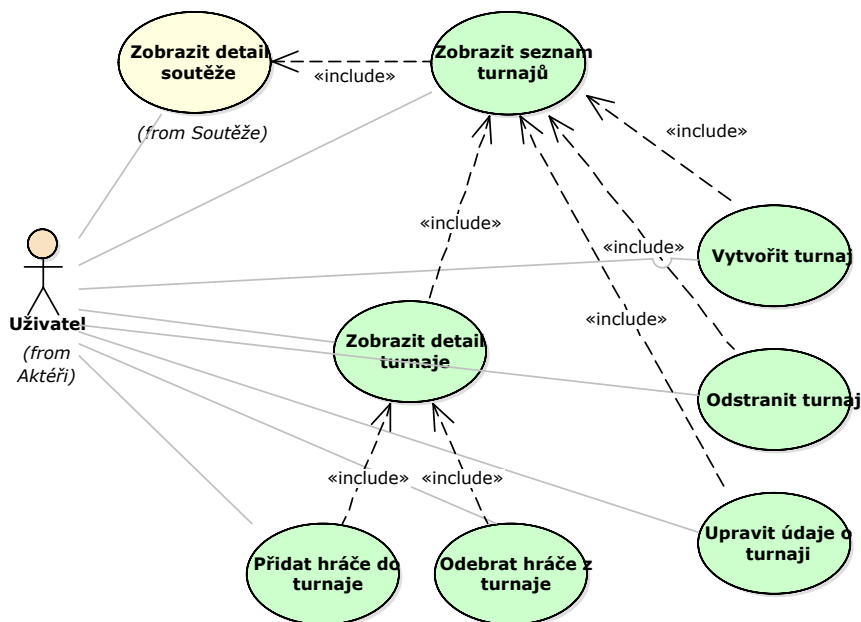 Zobrazit detail
soutěže
(from Soutěže)
«include»
Zobrazit seznam
turnajů
«include»
«include»
«include»
Vytvořit turnaj
«include»
Uživatel
(from
Aktéři)
Zobrazit detail
turnaje
Odstranit turnaj
«include»
«include»
Upravit údaje o
turnaji
Přidat hráče do
turnaje
Odebrat hráče z
turnaje